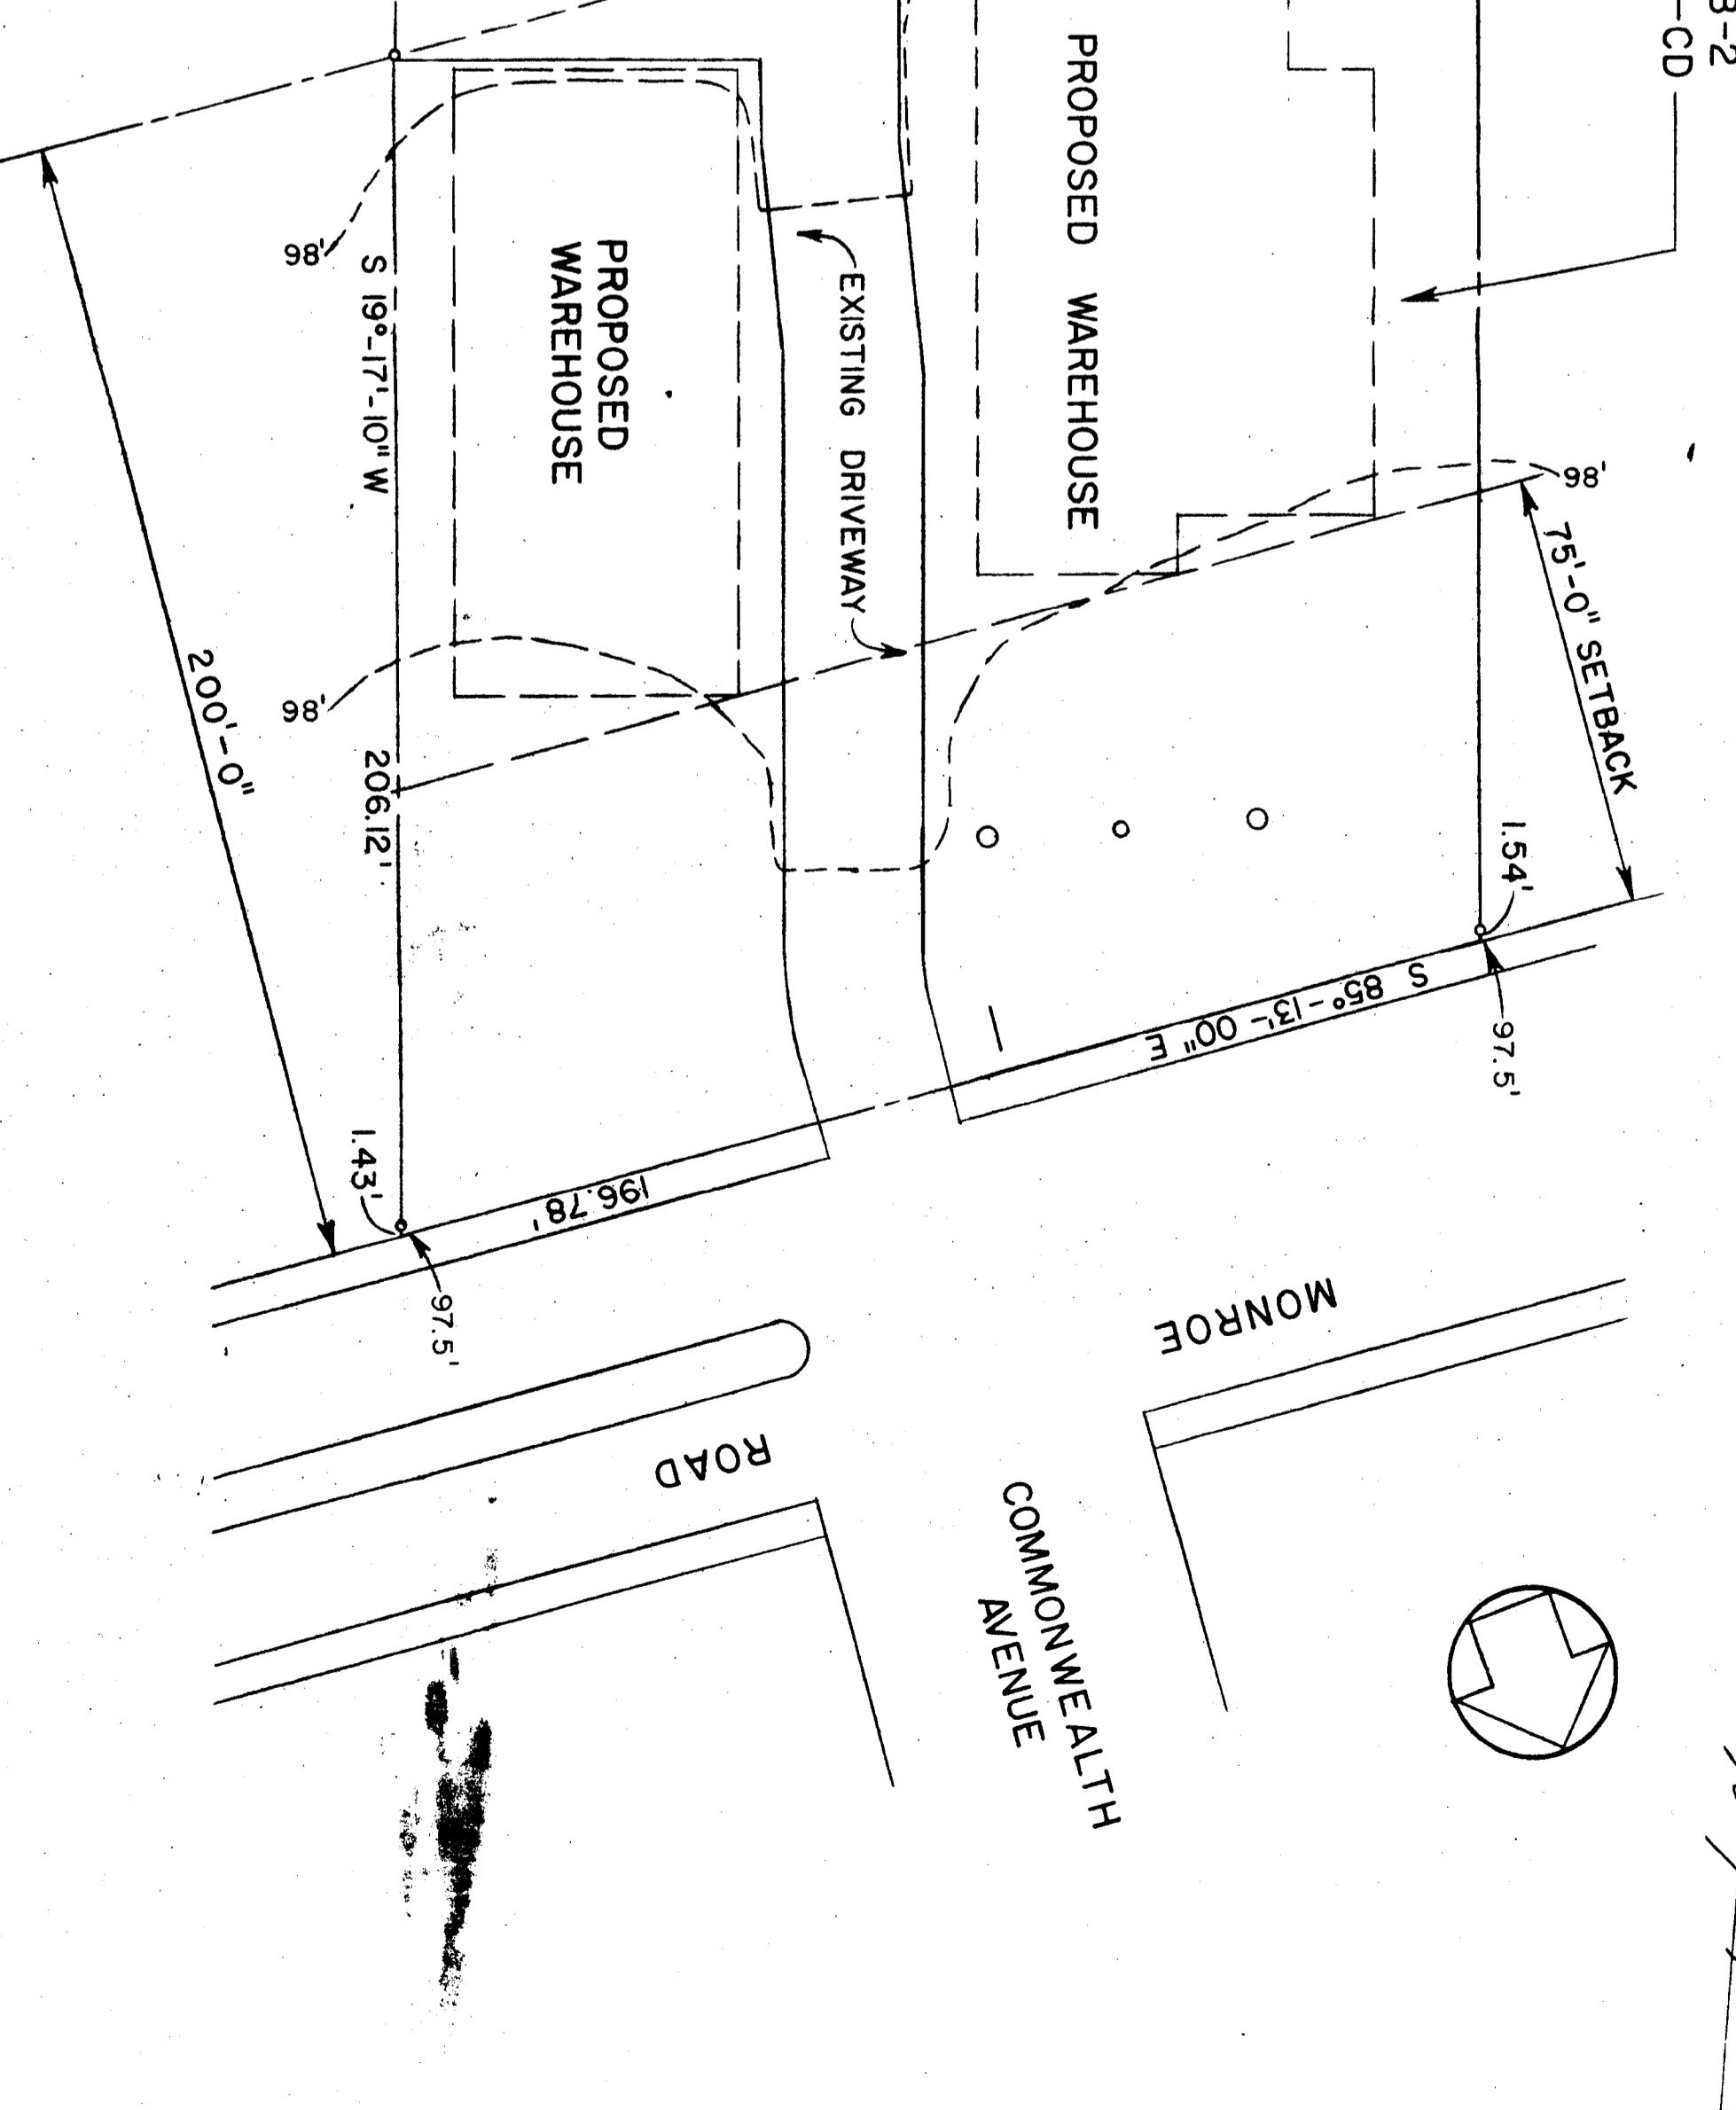 B-2
-CD
PROPOSED WAREHOUSE
PROPOSED
WAREHOUSE
EXISTING DRIVEWAY
98'
98'
98'
S 19°-17'-10" W
206.12'
200'-0"
75'-0" SETBACK
1.54'
97.5'
S 85°-13'-00" E
196.78'
1.43'
97.5'
MONROE
ROAD
COMMONWEALTH
AVENUE